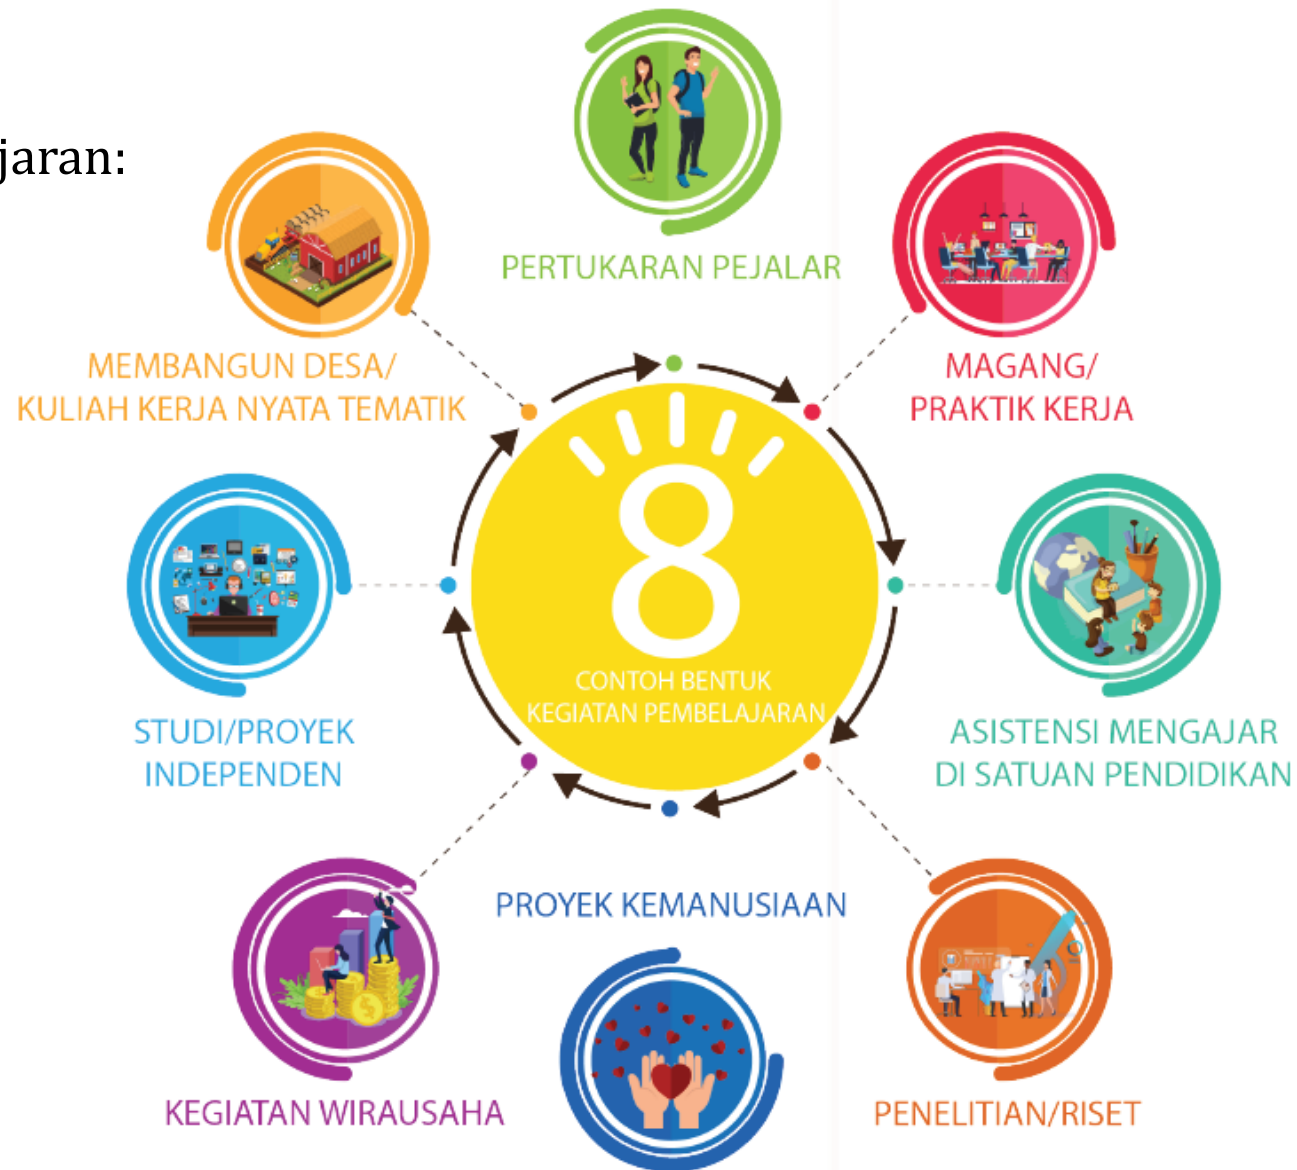 jaran:
PERTUKARAN PEJALAR
MEMBANGUN DESA/
KULIAH KERJA NYATA TEMATIK
MAGANG/
PRAKTIK KERJA
8
CONTOH BENTUK
KEGIATAN PEMBELAJARAN
STUDI/PROYEK
INDEPENDEN
ASISTENSI MENGAJAR
DI SATUAN PENDIDIKAN
PROYEK KEMANUSIAAN
KEGIATAN WIRAUSAHA
PENELITIAN/RISET